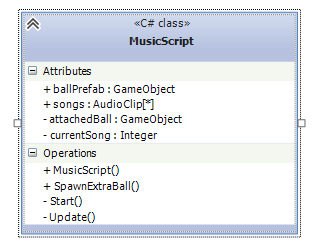 «C# class»
MusicScript
Attributes
+ ballPrefab : GameObject
+ songs : AudioClip[*]
- attachedBall : GameObject
- currentSong : Integer
Operations
+ MusicScript()
+ SpawnExtraBall()
- Start()
- Update()